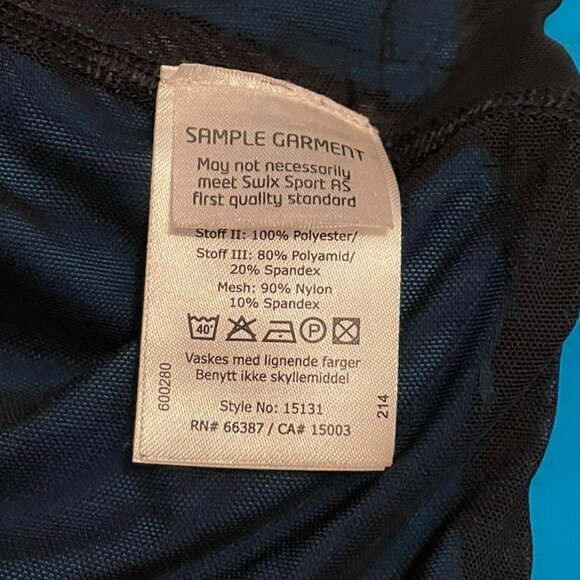 SAMPLE GARMENT
May not necessarily
meet Swix Sport AS
first quality standard
Stoff II: 100% Polyester/
Stoff III: 80% Polyamid/
20% Spandex
Mesh: 90% Nylon
10% Spandex
40°
P
Vaskes med lignende farger
Benytt ikke skyllemiddel
600280
Style No: 15131
214
RN# 66387 / CA# 15003